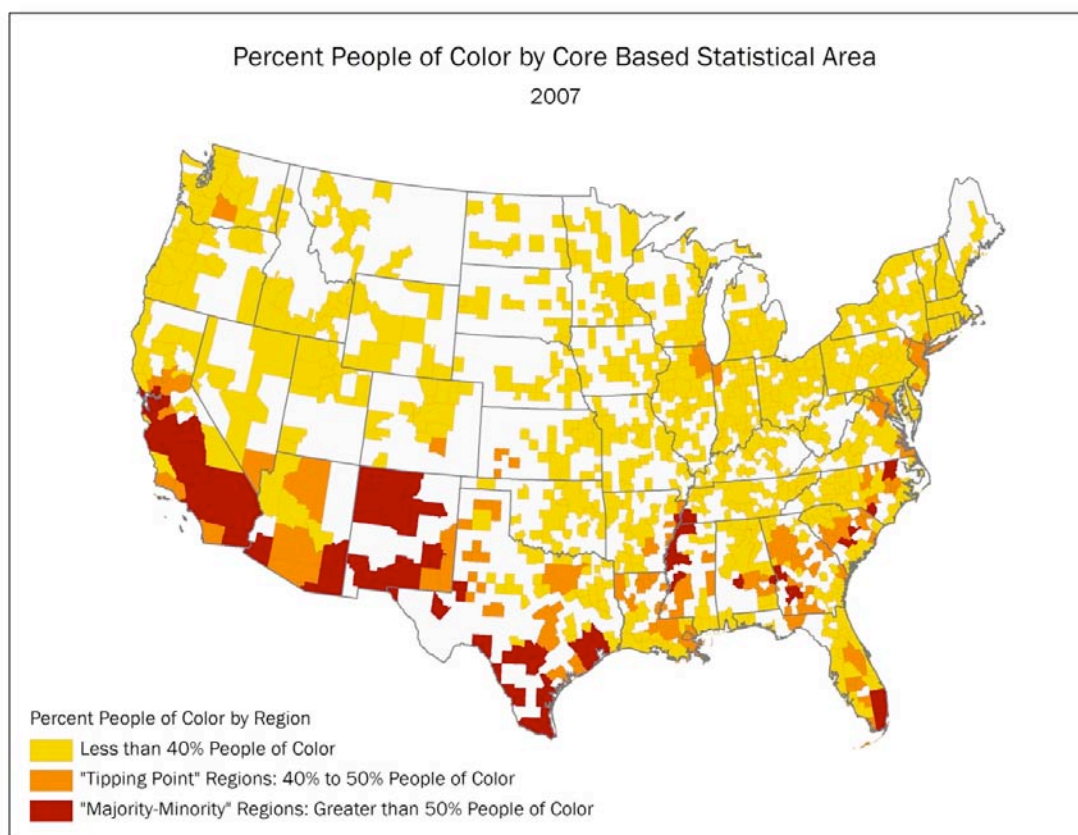 Percent People of Color by Core Based Statistical Area
2007
Percent People of Color by Region
Less than 40% People of Color
"Tipping Point" Regions: 40% to 50% People of Color
"Majority-Minority" Regions: Greater than 50% People of Color